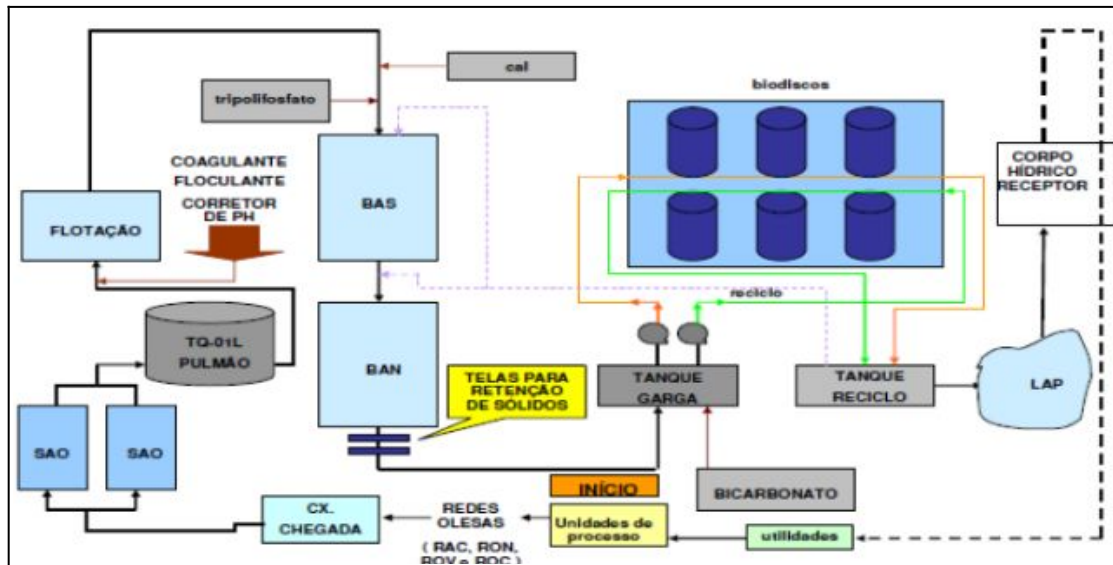 cal
tripolifosfato
biodiscos
COAGULANTE
FLOCULANTE
CORRETOR
DE PH
FLOTAÇÃO
BAS
CORPO
HÍDRICO
RECEPTOR
reciclo
TQ-01L
PULMÃO
BAN
TELAS PARA
RETENÇÃO
DE SÓLIDOS
TANQUE
GARGA
TANQUE
RECICLO
LAP
SAO
SAO
INÍCIO
BICARBONATO
CX.
CHEGADA
REDES
OLESAS
Unidades de
processo
utilidades
( RAC, RON,
ROV e ROC )